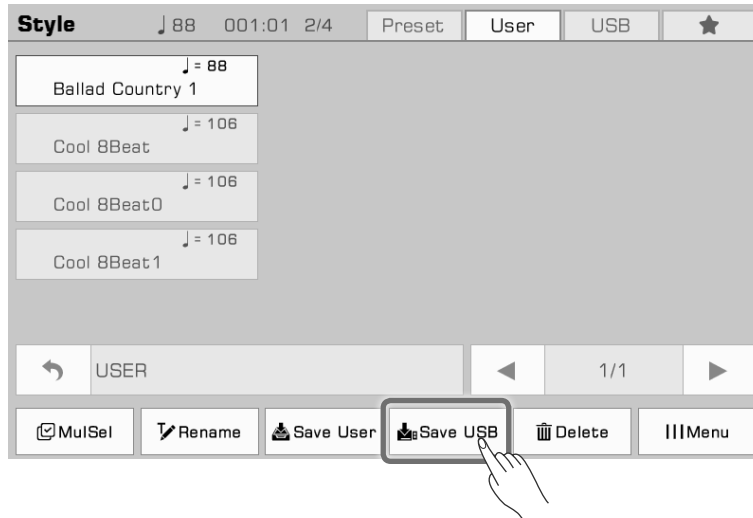 Style ♩ 88 001:01 2/4 Preset User USB ★
♩ = 88
Ballad Country 1
♩ = 106
Cool 8Beat
♩ = 106
Cool 8Beat0
♩ = 106
Cool 8Beat1
USER 1/1
MulSel Rename Save User Save USB Delete Menu